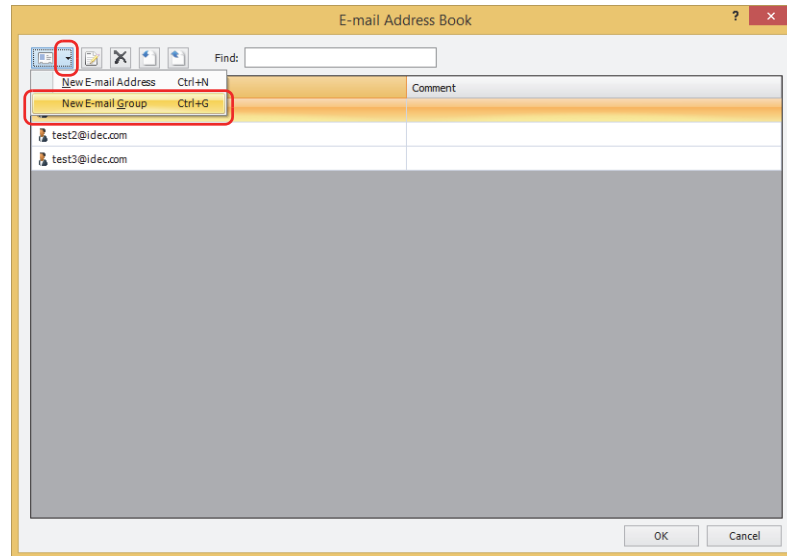 E-mail Address Book
? ×
Find:
New E-mail Address Ctrl+N
Comment
New E-mail Group Ctrl+G
test2@idec.com
test3@idec.com
OK Cancel